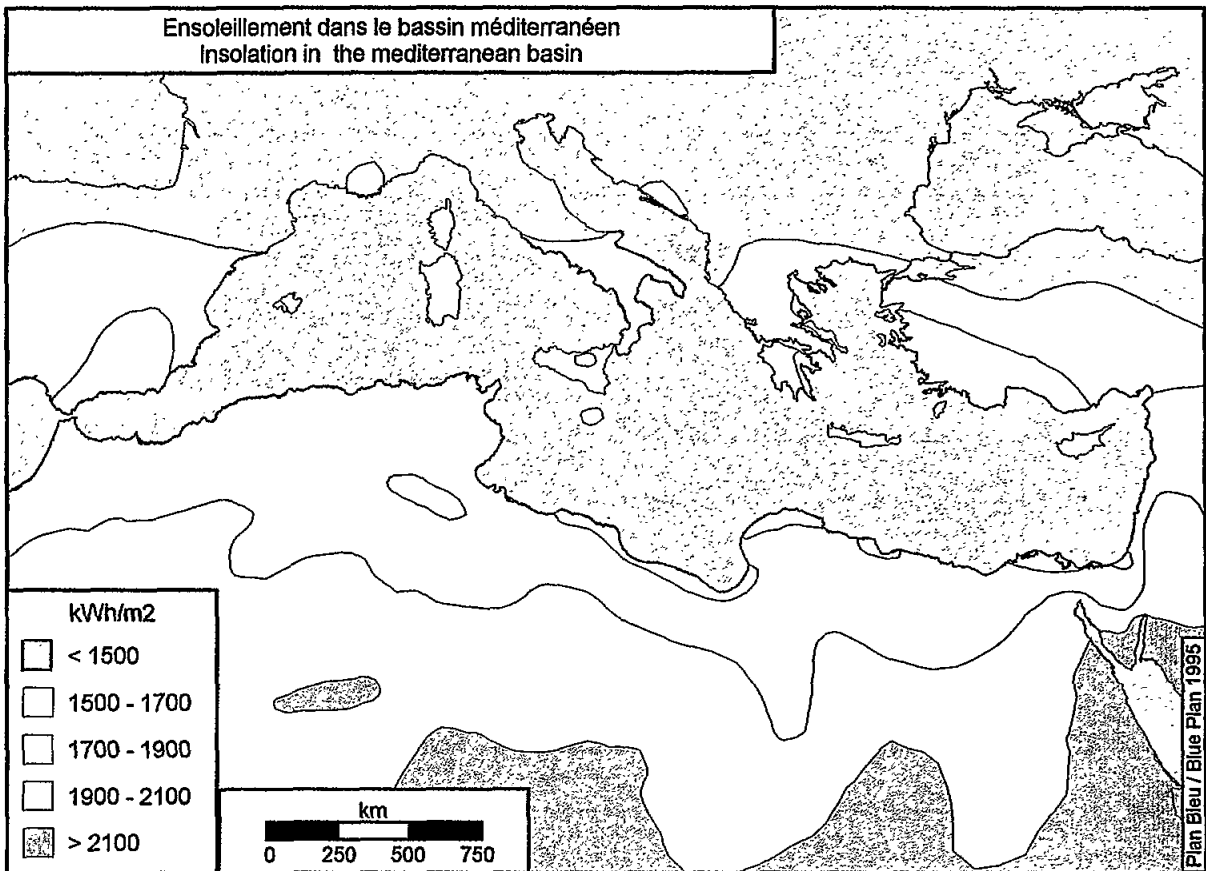 Ensoleillement dans le bassin méditerranéen
Insolation in the mediterranean basin
kWh/m2
< 1500
1500 - 1700
1700 - 1900
1900 - 2100
> 2100
km
0 250 500 750
Plan Bleu / Blue Plan 1995